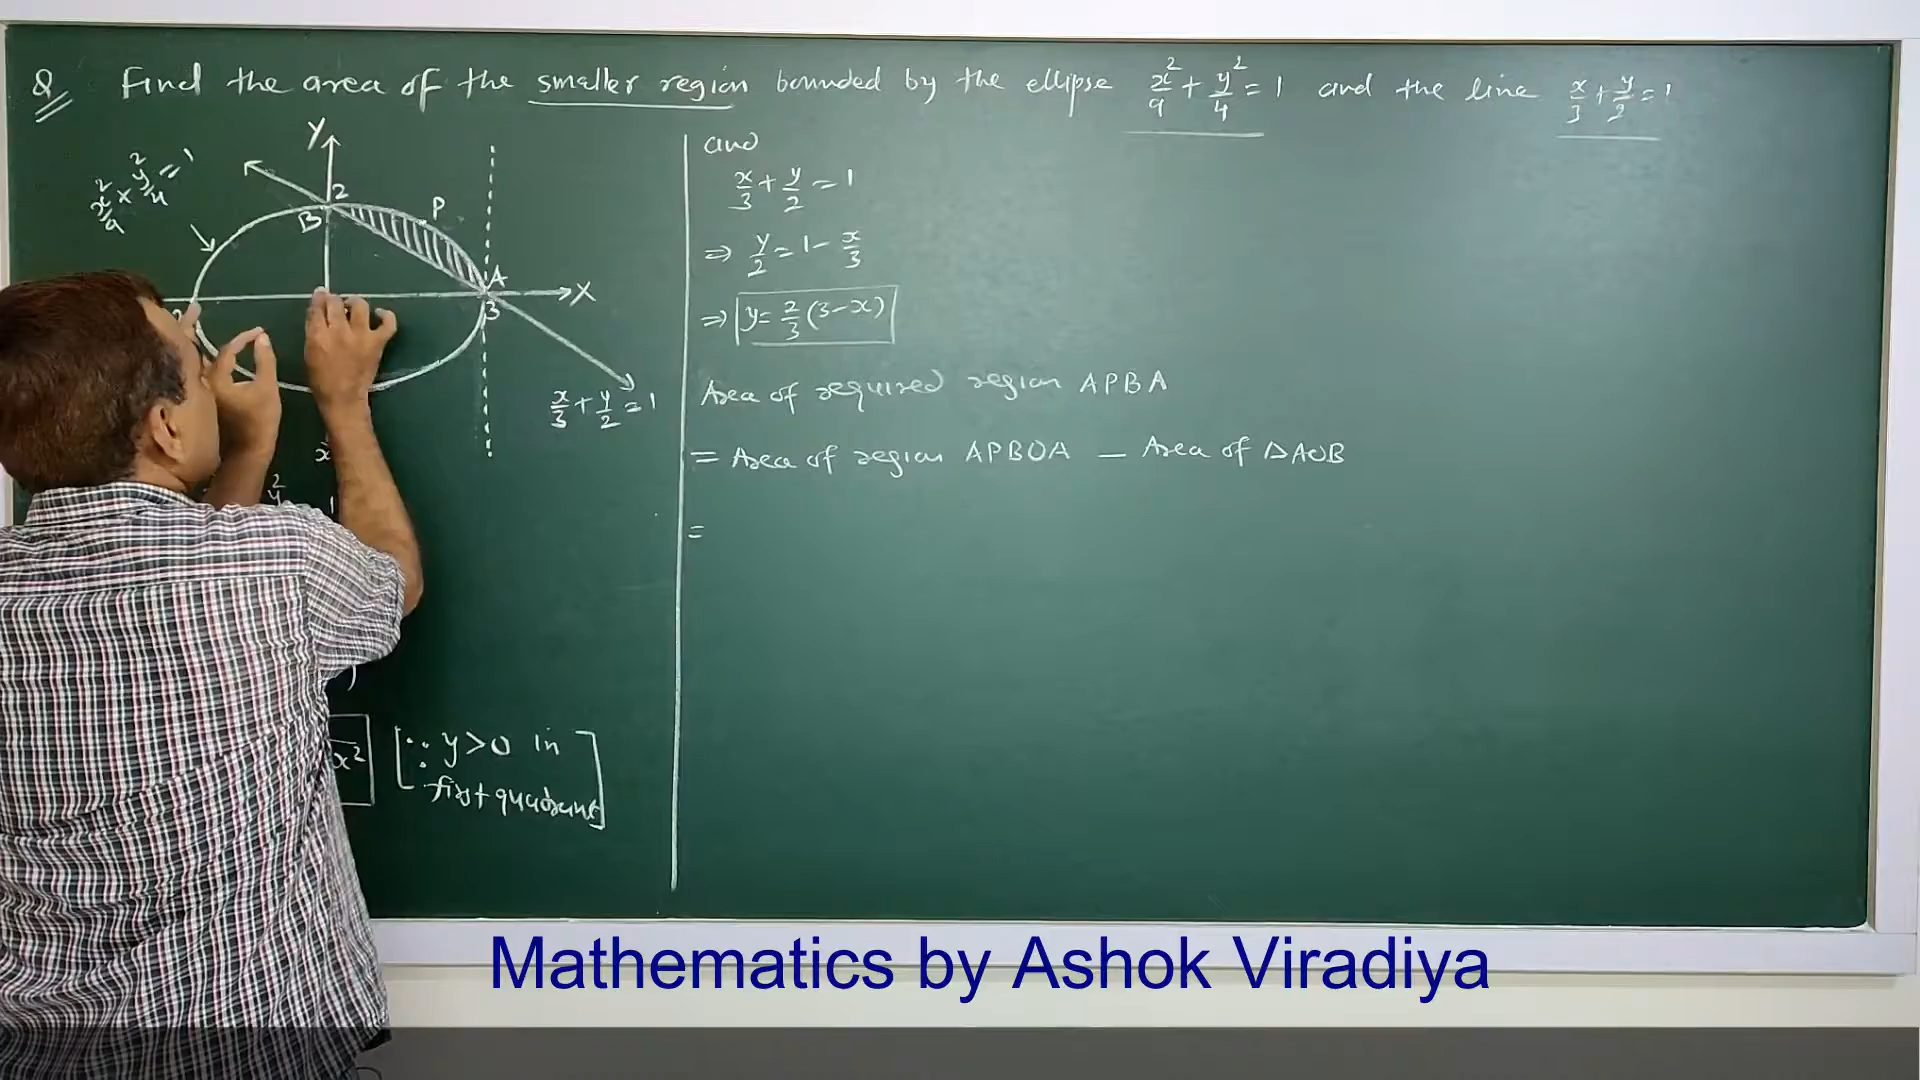 Q Find the area of the smaller region bounded by the ellipse x²/9 + y²/4 = 1 and the line x/3 + y/2 = 1
Y
x²/9 + y²/4 = 1
2
B
P
A
X
3
x/3 + y/2 = 1
[∵ y>0 in
first quadrant]
x²
and
x/3 + y/2 = 1
⇒ y/2 = 1 - x/3
⇒ y = 2/3 (3-x)
Area of required region APBA
= Area of region APBOA - Area of ΔAOB
=
Mathematics by Ashok Viradiya